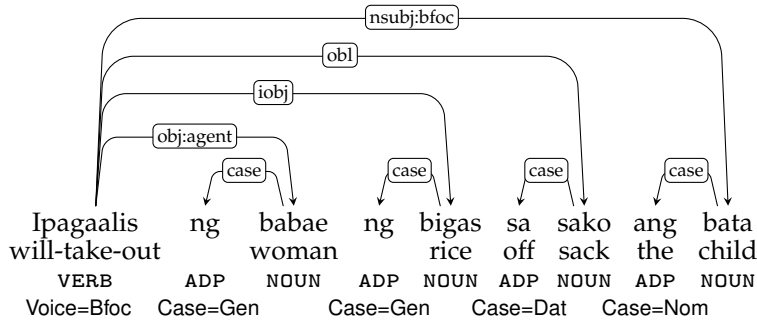 nsubj:bfoc
obl
iobj
obj:agent
case case case case
Ipagaalis ng babae ng bigas sa sako ang bata
will-take-out woman rice off sack the child
VERB ADP NOUN ADP NOUN ADP NOUN ADP NOUN
Voice=Bfoc Case=Gen Case=Gen Case=Dat Case=Nom